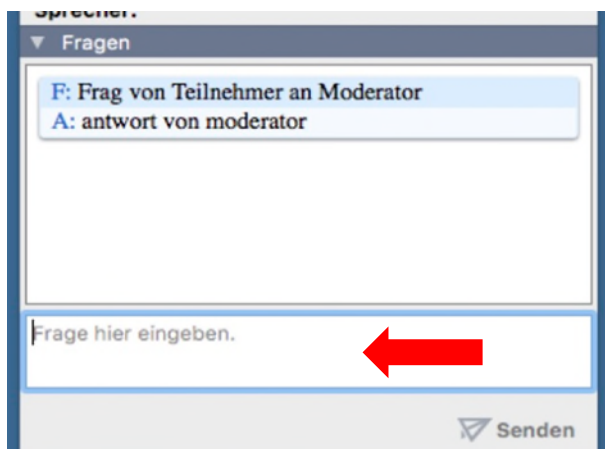 Sprecher:
Fragen
F: Frag von Teilnehmer an Moderator
A: antwort von moderator
Frage hier eingeben.
Senden